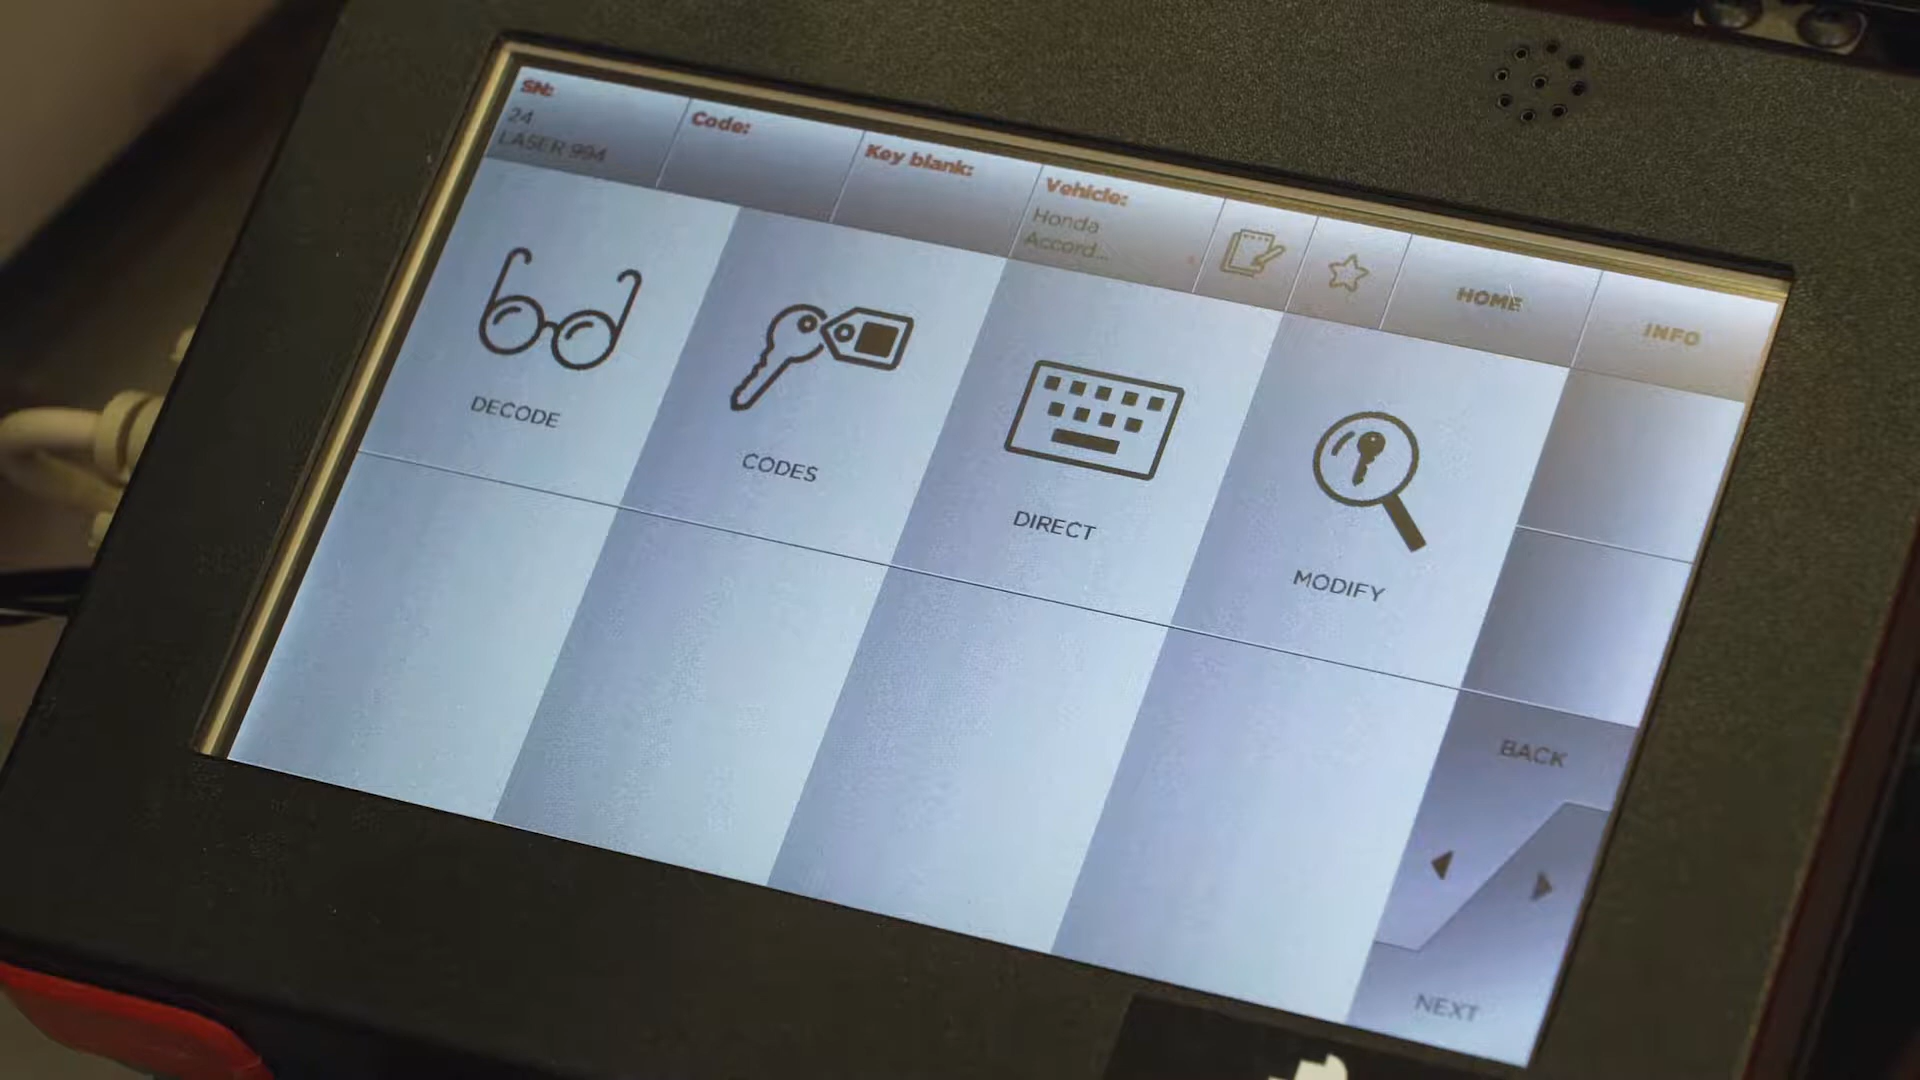 SN:
24
LASER 994
Code:
Key blank:
Vehicle:
Honda
Accord...
HOME
INFO
DECODE
CODES
DIRECT
MODIFY
BACK
NEXT